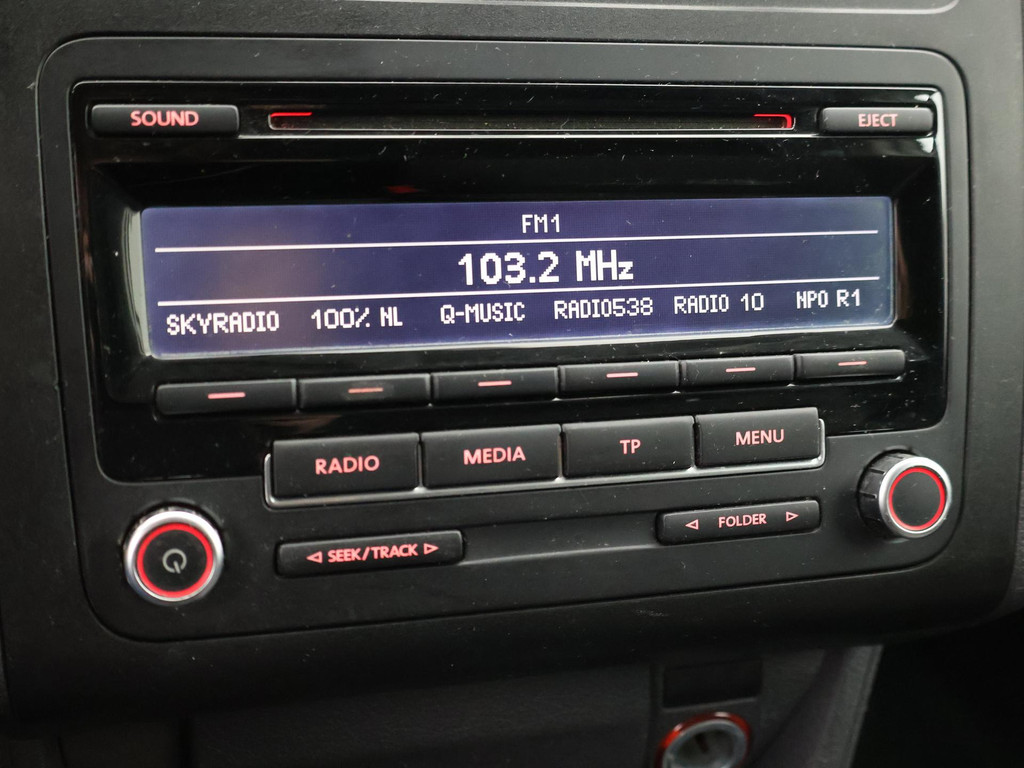 SOUND
EJECT
FM1
103.2 MHz
SKYRADIO 100% NL Q-MUSIC RADIO538 RADIO 10 NPO R1
RADIO MEDIA TP MENU
◁ SEEK/TRACK ▷
◁ FOLDER ▷